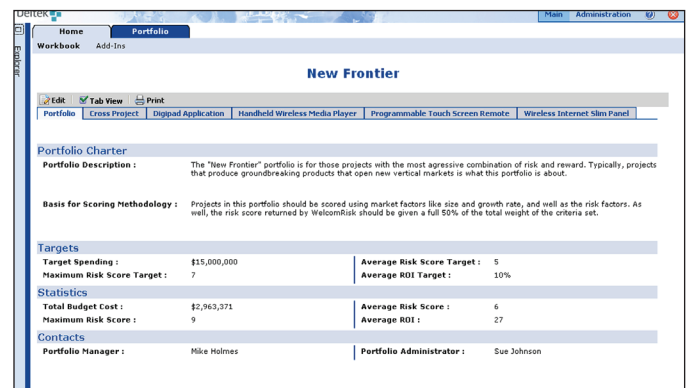 Deltek
Main Administration
Home Portfolio
Workbook Add-Ins
Explorer
New Frontier
Edit Tab View Print
Portfolio Cross Project Digipad Application Handheld Wireless Media Player Programmable Touch Screen Remote Wireless Internet Slim Panel
Portfolio Charter
Portfolio Description : The "New Frontier" portfolio is for those projects with the most agressive combination of risk and reward. Typically, projects
that produce groundbreaking products that open new vertical markets is what this portfolio is about.
Basis for Scoring Methodology : Projects in this portfolio should be scored using market factors like size and growth rate, and well as the risk factors. As
well, the risk score returned by WelcomRisk should be given a full 50% of the total weight of the criteria set.
Targets
Target Spending : $15,000,000 Average Risk Score Target : 5
Maximum Risk Score Target : 7 Average ROI Target : 10%
Statistics
Total Budget Cost : $2,963,371 Average Risk Score : 6
Maximum Risk Score : 9 Average ROI : 27
Contacts
Portfolio Manager : Mike Holmes Portfolio Administrator : Sue Johnson